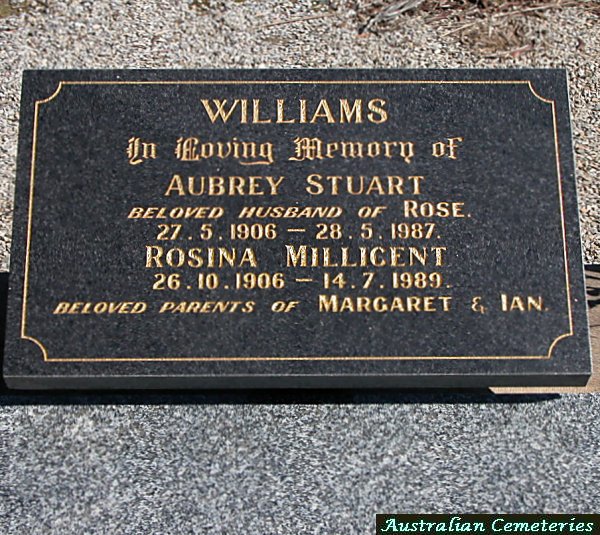 WILLIAMS
In Loving Memory of
AUBREY STUART
BELOVED HUSBAND OF ROSE.
27.5.1906 — 28.5.1987.
ROSINA MILLICENT
26.10.1906 — 14.7.1989.
BELOVED PARENTS OF MARGARET & IAN.
Australian Cemeteries